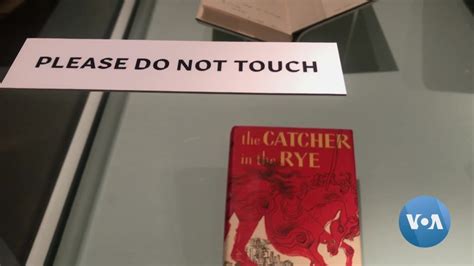 PLEASE DO NOT TOUCH
the CATCHER
in the RYE
VOA